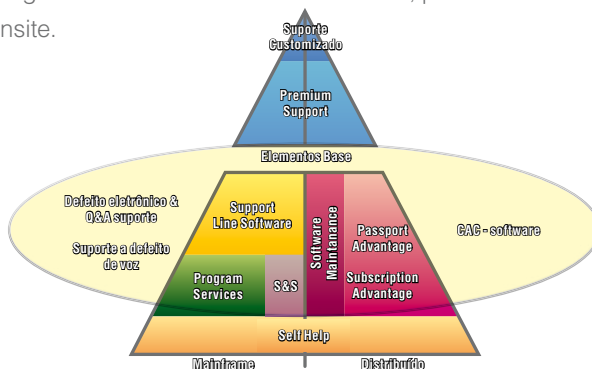 nsite.
Suporte
Customizado
Premium
Support
Elementos Base
Defeito eletrônico &
Q&A suporte
Suporte a defeito
de voz
Support
Line Software
Program
Services
S&S
Software
Maintanance
Passport
Advantage
Subscription
Advantage
CAC - software
Self Help
Mainframe
Distribuído